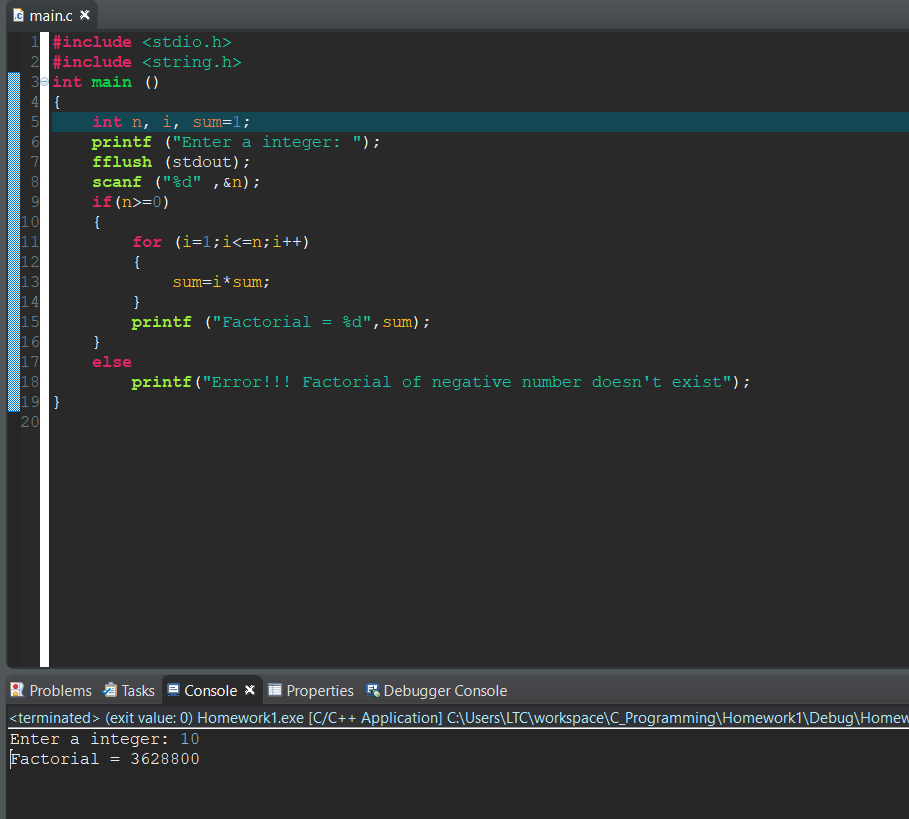 main.c
1 #include <stdio.h>
2 #include <string.h>
3 int main ()
4 {
5 int n, i, sum=1;
6 printf ("Enter a integer: ");
7 fflush (stdout);
8 scanf ("%d" ,&n);
9 if(n>=0)
10 {
11 for (i=1;i<=n;i++)
12 {
13 sum=i*sum;
14 }
15 printf ("Factorial = %d",sum);
16 }
17 else
18 printf("Error!!! Factorial of negative number doesn't exist");
19 }
20
Problems Tasks Console Properties Debugger Console
<terminated> (exit value: 0) Homework1.exe [C/C++ Application] C:\Users\LTC\workspace\C_Programming\Homework1\Debug\Homew
Enter a integer: 10
Factorial = 3628800